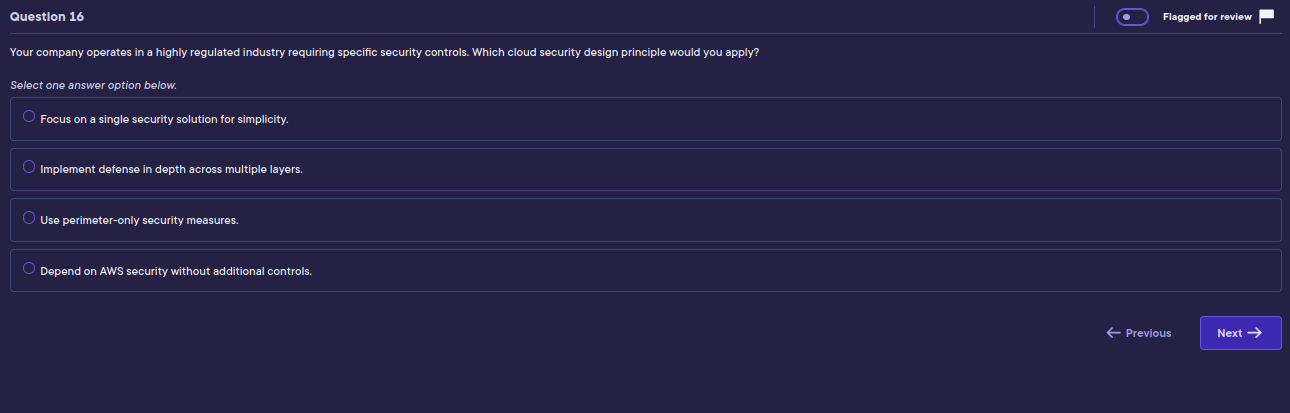 Question 16
Flagged for review
Your company operates in a highly regulated industry requiring specific security controls. Which cloud security design principle would you apply?
Select one answer option below.
Focus on a single security solution for simplicity.
Implement defense in depth across multiple layers.
Use perimeter-only security measures.
Depend on AWS security without additional controls.
Previous
Next